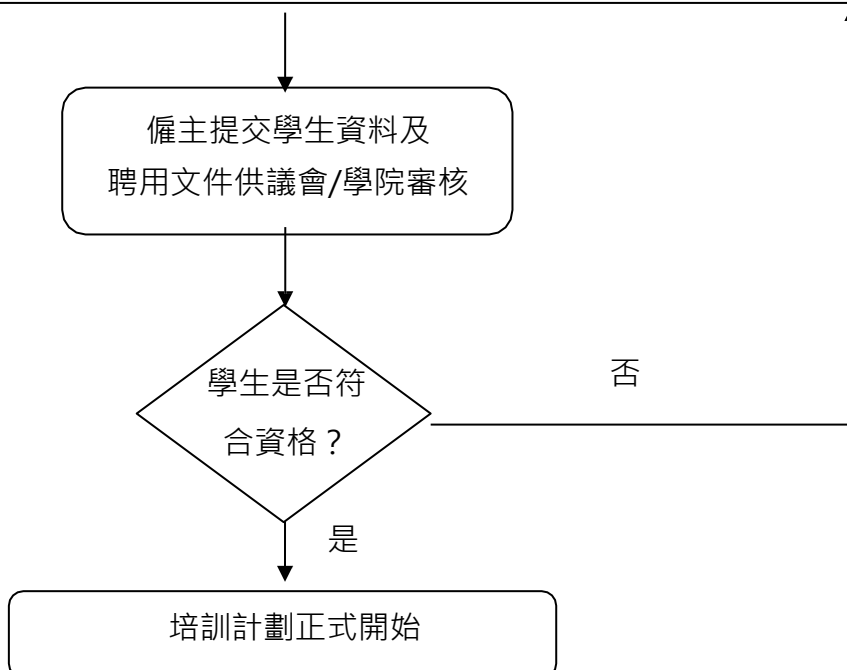 僱主提交學生資料及
聘用文件供議會/學院審核
學生是否符
合資格？
否
是
培訓計劃正式開始